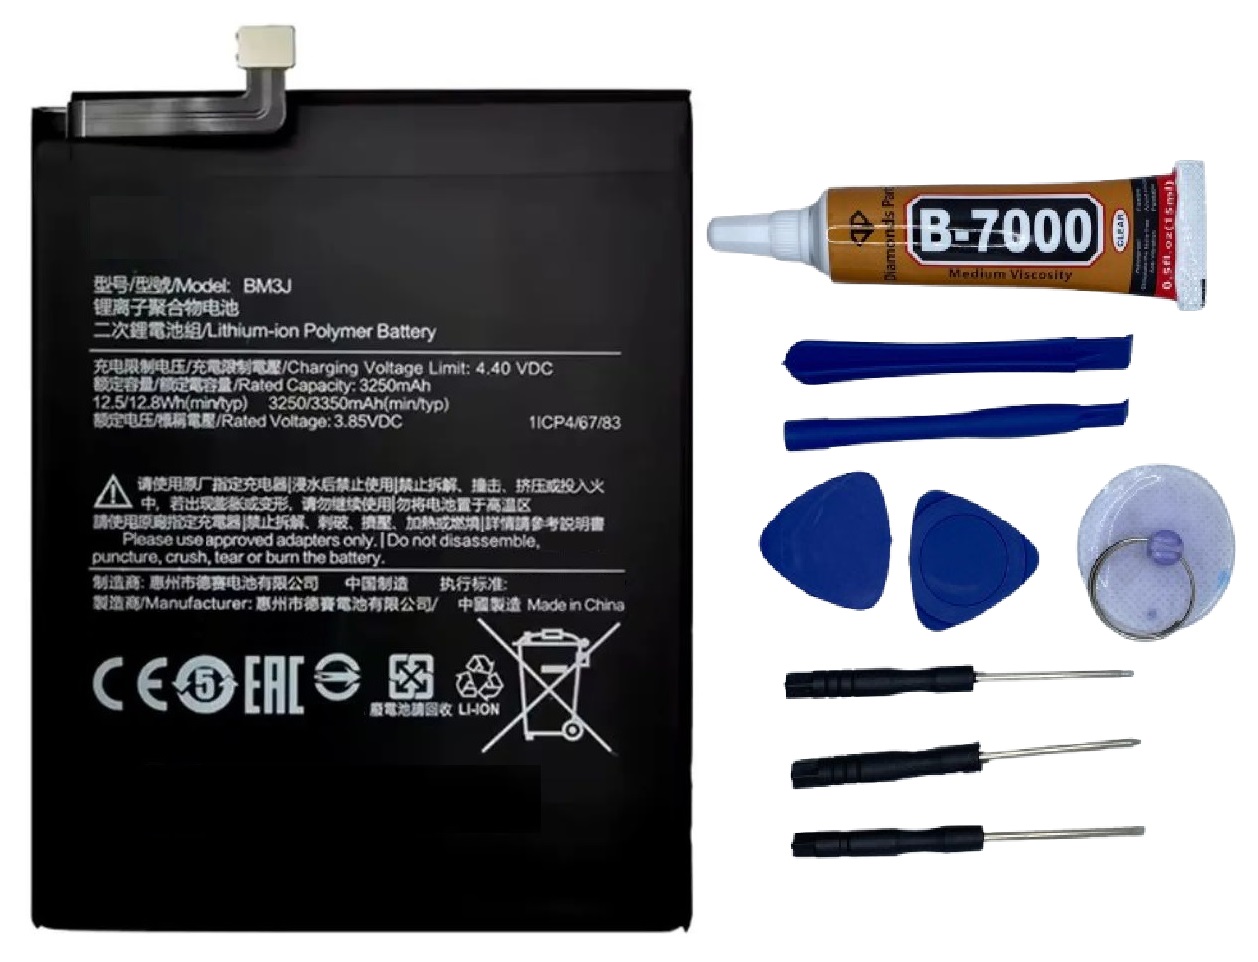 型号/型號/Model: BM3J
锂离子聚合物电池
二次鋰電池組/Lithium-ion Polymer Battery
充电限制电压/充電限制電壓/Charging Voltage Limit: 4.40 VDC
额定容量/額定電容量/Rated Capacity: 3250mAh
12.5/12.8Wh(min/typ) 3250/3350mAh(min/typ)
额定电压/標稱電壓/Rated Voltage: 3.85VDC 1ICP4/67/83
请使用原厂指定充电器|浸水后禁止使用|禁止拆解、撞击、挤压或投入火
中，若出现膨胀或变形，请勿继续使用|勿将电池置于高温区
請使用原廠指定充電器|禁止拆解、刺破、擠壓、加熱或燃燒|詳情請參考説明書
Please use approved adapters only. | Do not disassemble,
puncture, crush, tear or burn the battery.
制造商: 惠州市德赛电池有限公司 中国制造 执行标准:
製造商/Manufacturer: 惠州市德賽電池有限公司/ 中國製造 Made in China
CE 5 EAC
廢電池請回收 LI-ION
Diamonds
B-7000
CLEAR
Medium Viscosity
0.5fl.oz(15ml)